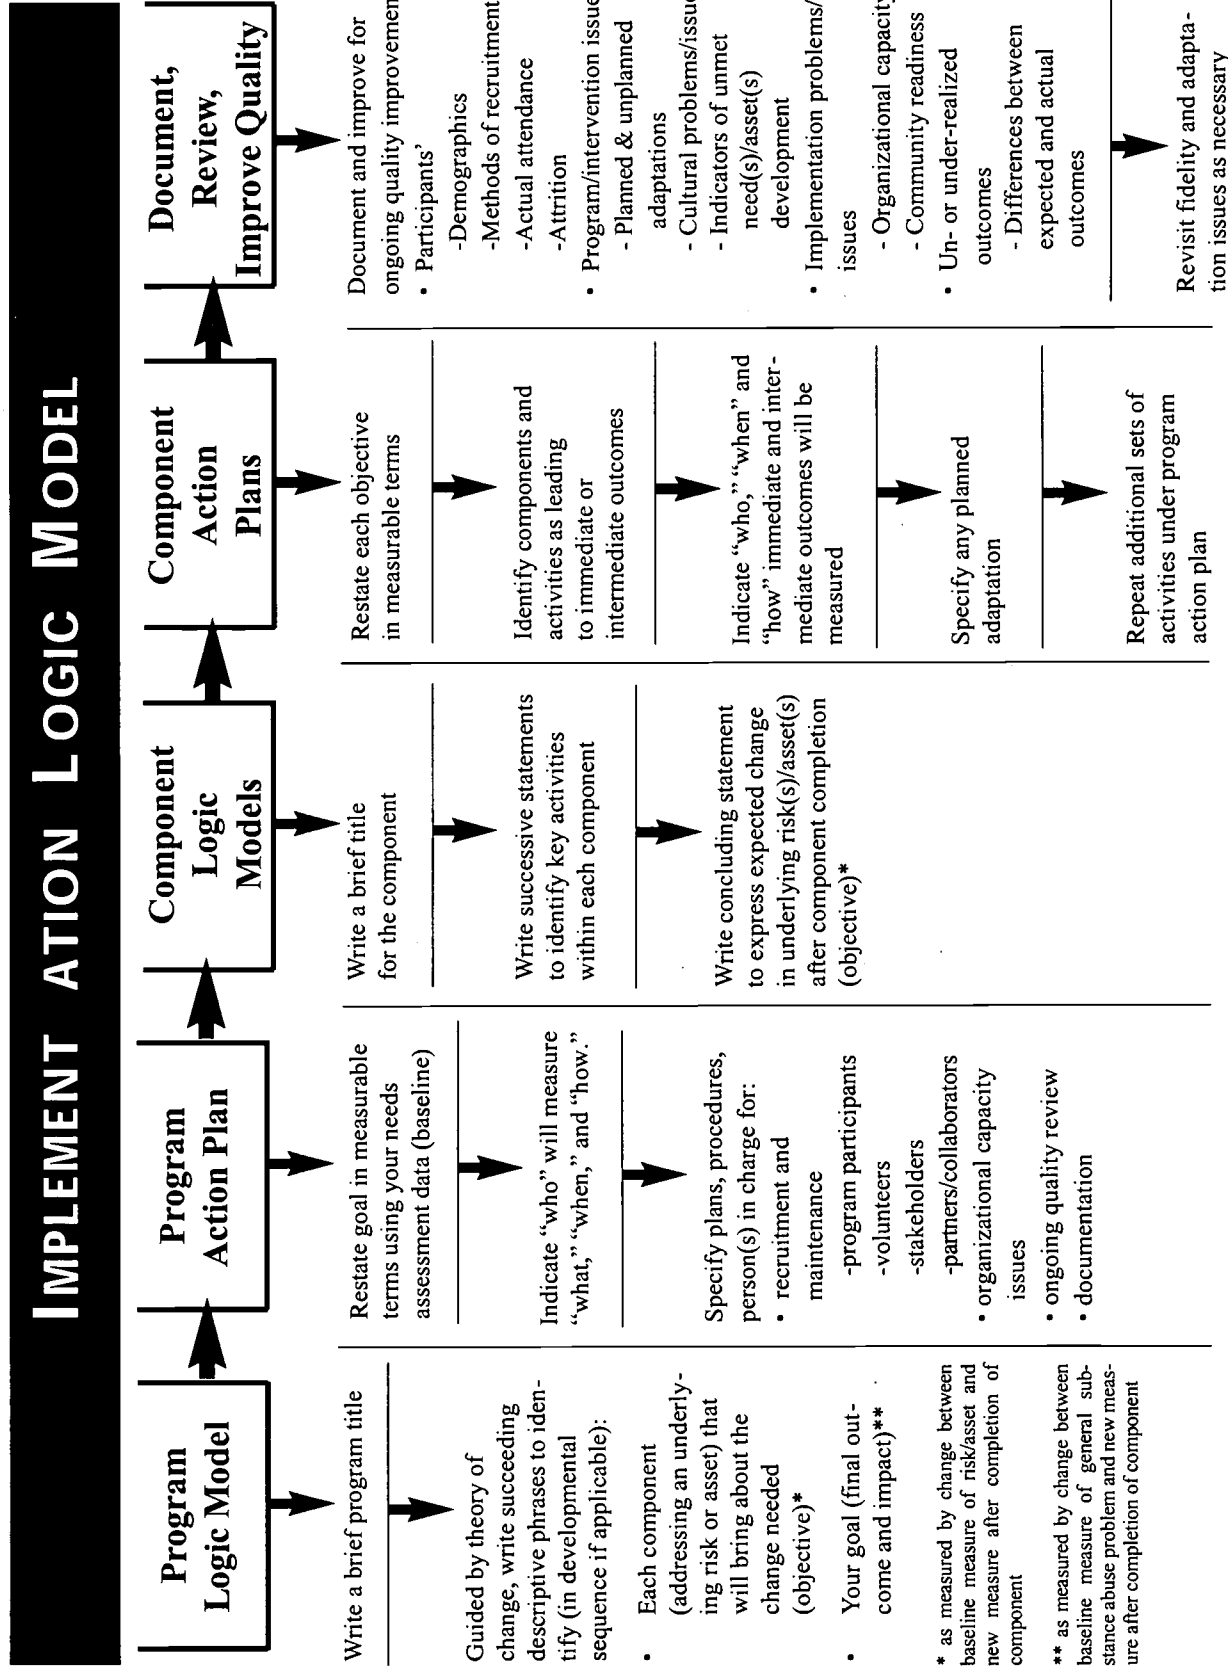 IMPLEMENT ATION LOGIC MODEL
Program
Logic Model
Write a brief program title
Guided by theory of
change, write succeeding
descriptive phrases to iden-
tify (in developmental
sequence if applicable):
• Each component
(addressing an underly-
ing risk or asset) that
will bring about the
change needed
(objective)*
• Your goal (final out-
come and impact)**
* as measured by change between
baseline measure of risk/asset and
new measure after completion of
component
** as measured by change between
baseline measure of general sub-
stance abuse problem and new meas-
ure after completion of component
Program
Action Plan
Restate goal in measurable
terms using your needs
assessment data (baseline)
Indicate “who” will measure
“what,” “when,” and “how.”
Specify plans, procedures,
person(s) in charge for:
• recruitment and
maintenance
-program participants
-volunteers
-stakeholders
-partners/collaborators
• organizational capacity
issues
• ongoing quality review
• documentation
Component
Logic
Models
Write a brief title
for the component
Write successive statements
to identify key activities
within each component
Write concluding statement
to express expected change
in underlying risk(s)/asset(s)
after component completion
(objective)*
Component
Action
Plans
Restate each objective
in measurable terms
Identify components and
activities as leading
to immediate or
intermediate outcomes
Indicate “who,” “when” and
“how” immediate and inter-
mediate outcomes will be
measured
Specify any planned
adaptation
Repeat additional sets of
activities under program
action plan
Document,
Review,
Improve Quality
Document and improve for
ongoing quality improvemen
• Participants’
-Demographics
-Methods of recruitment
-Actual attendance
-Attrition
• Program/intervention issue
- Planned & unplanned
adaptations
- Cultural problems/issue
- Indicators of unmet
need(s)/asset(s)
development
• Implementation problems/
issues
- Organizational capacity
- Community readiness
• Un- or under-realized
outcomes
- Differences between
expected and actual
outcomes
Revisit fidelity and adapta-
tion issues as necessary